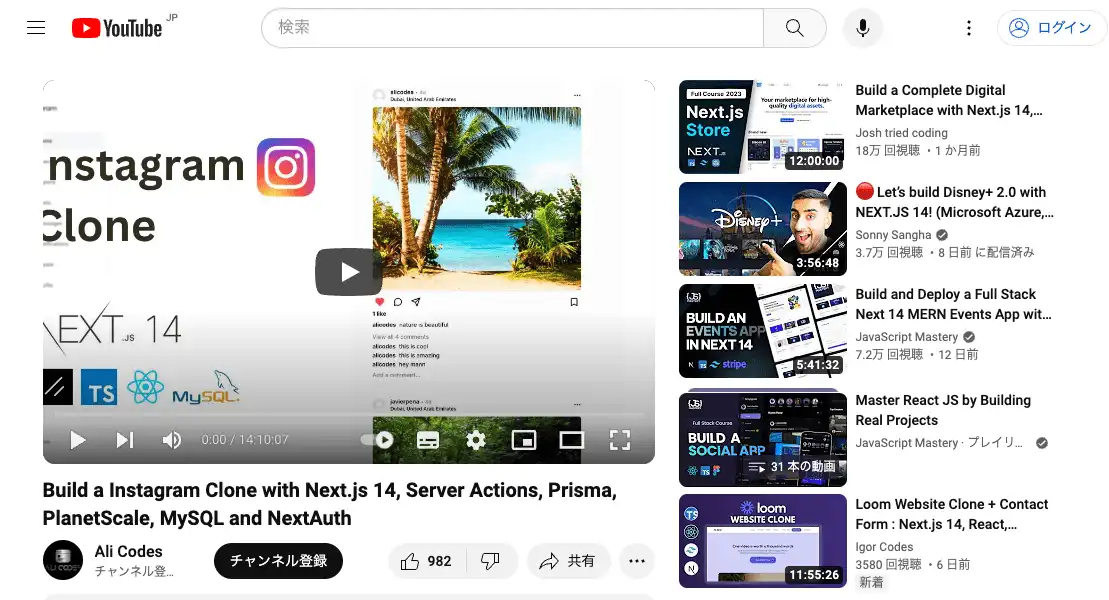 YouTube JP
検索
ログイン
nstagram
Clone
NEXT.JS 14
TS
MySQL
alicodes • 4d
Dubai, United Arab Emirates
1 like
alicodes nature is beautiful
View all 4 comments
alicodes this is cool
alicodes this is amazing
alicodes hey mann
Add a comment...
javierpena • 4d
Dubai, United Arab Emirates
0:00 / 14:10:07
Build a Instagram Clone with Next.js 14, Server Actions, Prisma,
PlanetScale, MySQL and NextAuth
Ali Codes
チャンネル登...
チャンネル登録
982
共有
Full Course 2023
Next.js
Store
NEXT.JS
Your marketplace for high-
quality digital assets.
12:00:00
Build a Complete Digital
Marketplace with Next.js 14,...
Josh tried coding
18万 回視聴 ・1 か月前
Disney+
3:56:48
Let's build Disney+ 2.0 with
NEXT.JS 14! (Microsoft Azure,...
Sonny Sangha
3.7万 回視聴 ・8 日前 に配信済み
{JS}
BUILD AN
EVENTS APP
IN NEXT 14
stripe
5:41:32
Build and Deploy a Full Stack
Next 14 MERN Events App wit...
JavaScript Mastery
7.2万 回視聴 ・12 日前
{JS}
Full Stack Course
BUILD A
SOCIAL APP
31 本の動画
Master React JS by Building
Real Projects
JavaScript Mastery · プレイリ...
TS
loom
WEBSITE CLONE
N
11:55:26
Loom Website Clone + Contact
Form : Next.js 14, React,...
Igor Codes
3580 回視聴 ・6 日前
新着